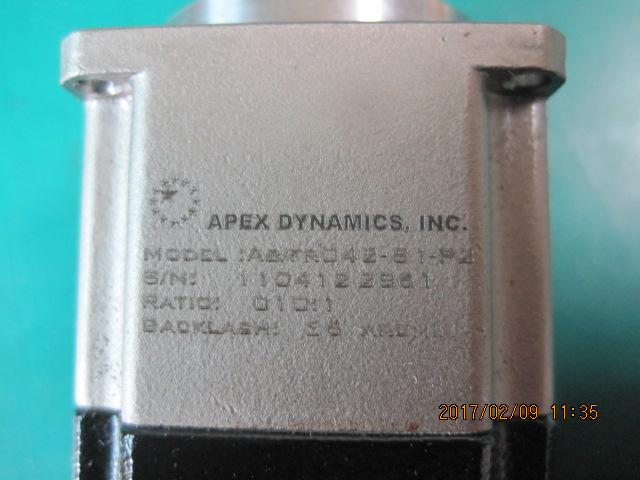 APEX DYNAMICS, INC.
MODEL :
S/N: 1104122961
RATIO: 010:1
BACKLASH:
2017/02/09 11:35